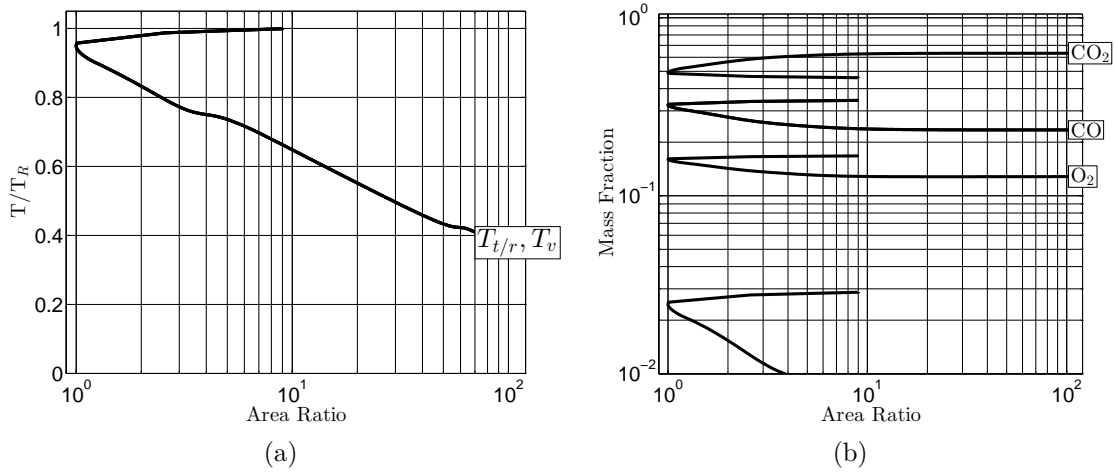 1
0.8
0.6
0.4
0.2
0
T/T_R
10^0
10^1
10^2
Area Ratio
T_{t/r}, T_v
(a)
10^0
10^{-1}
10^{-2}
Mass Fraction
CO_2
CO
O_2
10^0
10^1
10^2
Area Ratio
(b)